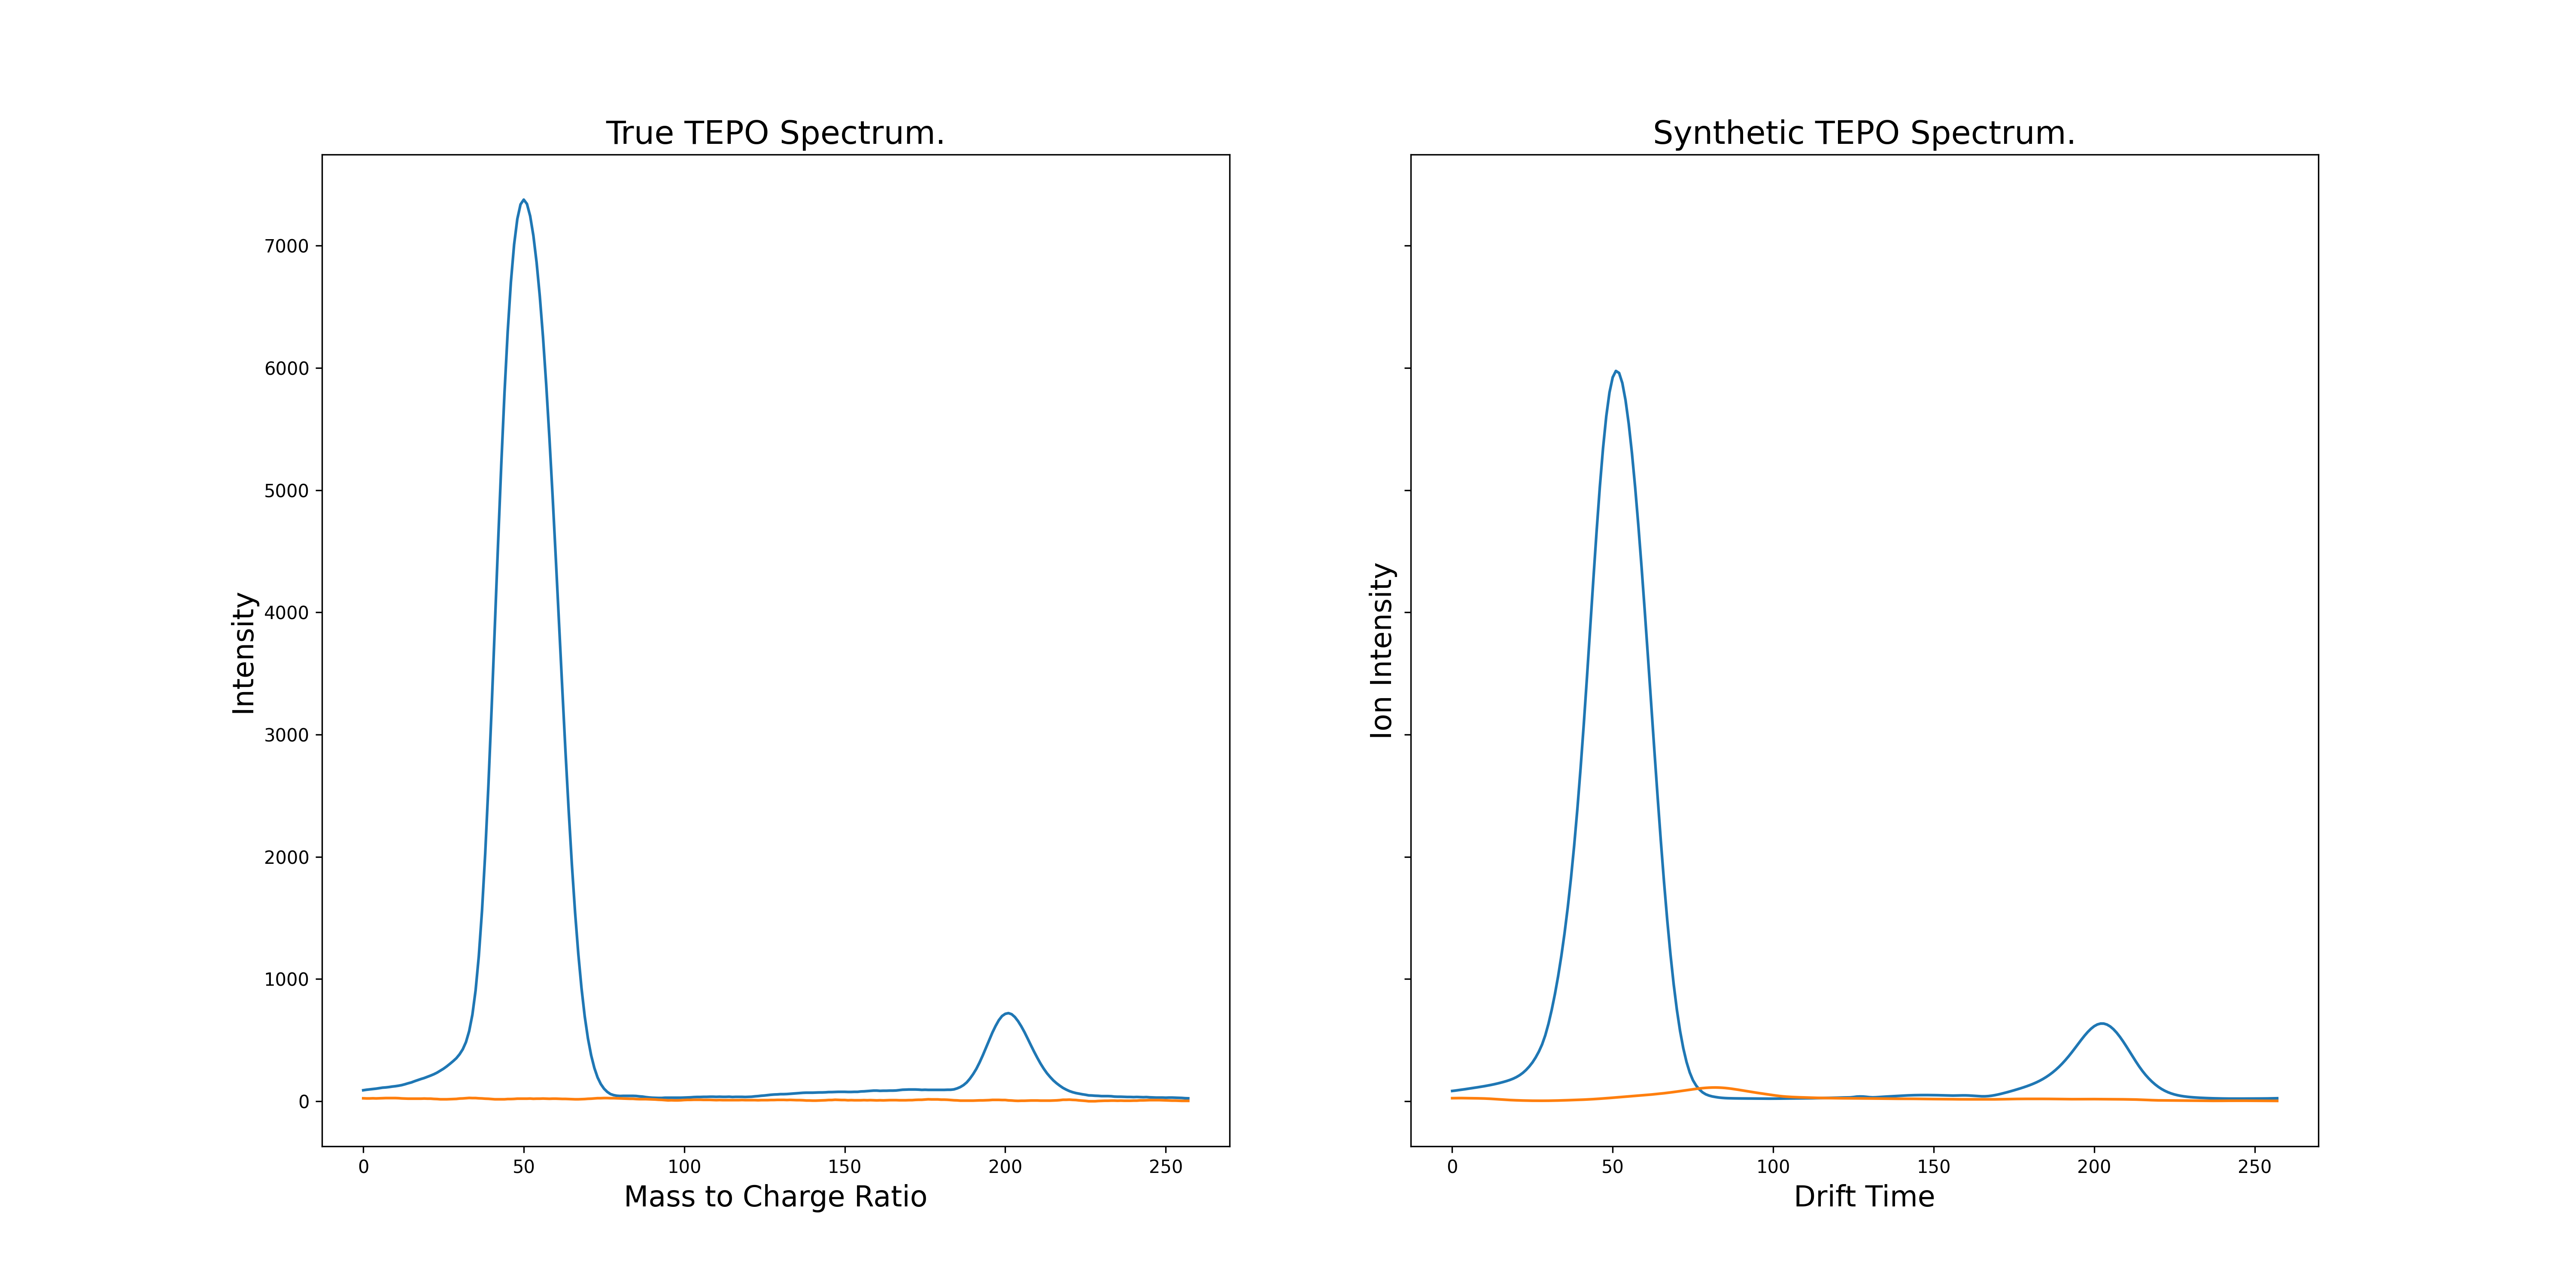 True TEPO Spectrum.
Intensity
7000
6000
5000
4000
3000
2000
1000
0
0 50 100 150 200 250
Mass to Charge Ratio
Synthetic TEPO Spectrum.
Ion Intensity
0 50 100 150 200 250
Drift Time